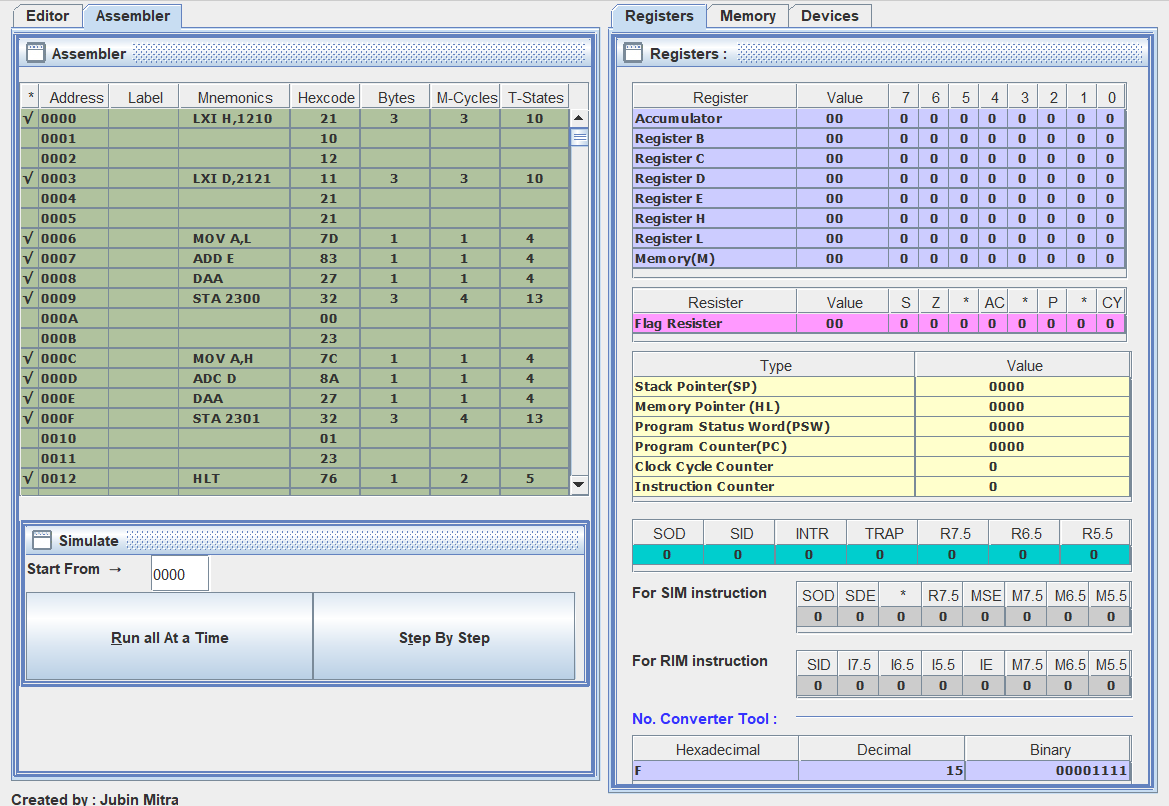 Editor Assembler
Assembler
* Address Label Mnemonics Hexcode Bytes M-Cycles T-States
√ 0000 LXI H,1210 21 3 3 10
0001 10
0002 12
√ 0003 LXI D,2121 11 3 3 10
0004 21
0005 21
√ 0006 MOV A,L 7D 1 1 4
√ 0007 ADD E 83 1 1 4
√ 0008 DAA 27 1 1 4
√ 0009 STA 2300 32 3 4 13
000A 00
000B 23
√ 000C MOV A,H 7C 1 1 4
√ 000D ADC D 8A 1 1 4
√ 000E DAA 27 1 1 4
√ 000F STA 2301 32 3 4 13
0010 01
0011 23
√ 0012 HLT 76 1 2 5
Simulate
Start From → 0000
Run all At a Time Step By Step
Created by : Jubin Mitra
Registers Memory Devices
Registers :
Register Value 7 6 5 4 3 2 1 0
Accumulator 00 0 0 0 0 0 0 0 0
Register B 00 0 0 0 0 0 0 0 0
Register C 00 0 0 0 0 0 0 0 0
Register D 00 0 0 0 0 0 0 0 0
Register E 00 0 0 0 0 0 0 0 0
Register H 00 0 0 0 0 0 0 0 0
Register L 00 0 0 0 0 0 0 0 0
Memory(M) 00 0 0 0 0 0 0 0 0
Resister Value S Z * AC * P * CY
Flag Resister 00 0 0 0 0 0 0 0 0
Type Value
Stack Pointer(SP) 0000
Memory Pointer (HL) 0000
Program Status Word(PSW) 0000
Program Counter(PC) 0000
Clock Cycle Counter 0
Instruction Counter 0
SOD SID INTR TRAP R7.5 R6.5 R5.5
0 0 0 0 0 0 0
For SIM instruction SOD SDE * R7.5 MSE M7.5 M6.5 M5.5
0 0 0 0 0 0 0 0
For RIM instruction SID I7.5 I6.5 I5.5 IE M7.5 M6.5 M5.5
0 0 0 0 0 0 0 0
No. Converter Tool :
Hexadecimal Decimal Binary
F 15 00001111